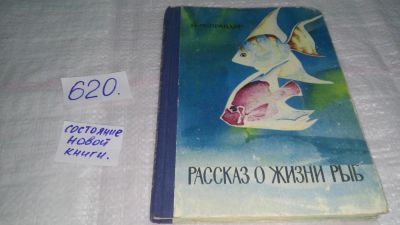 620.
состояние
новой
книги.
РАССКАЗ О ЖИЗНИ РЫБ